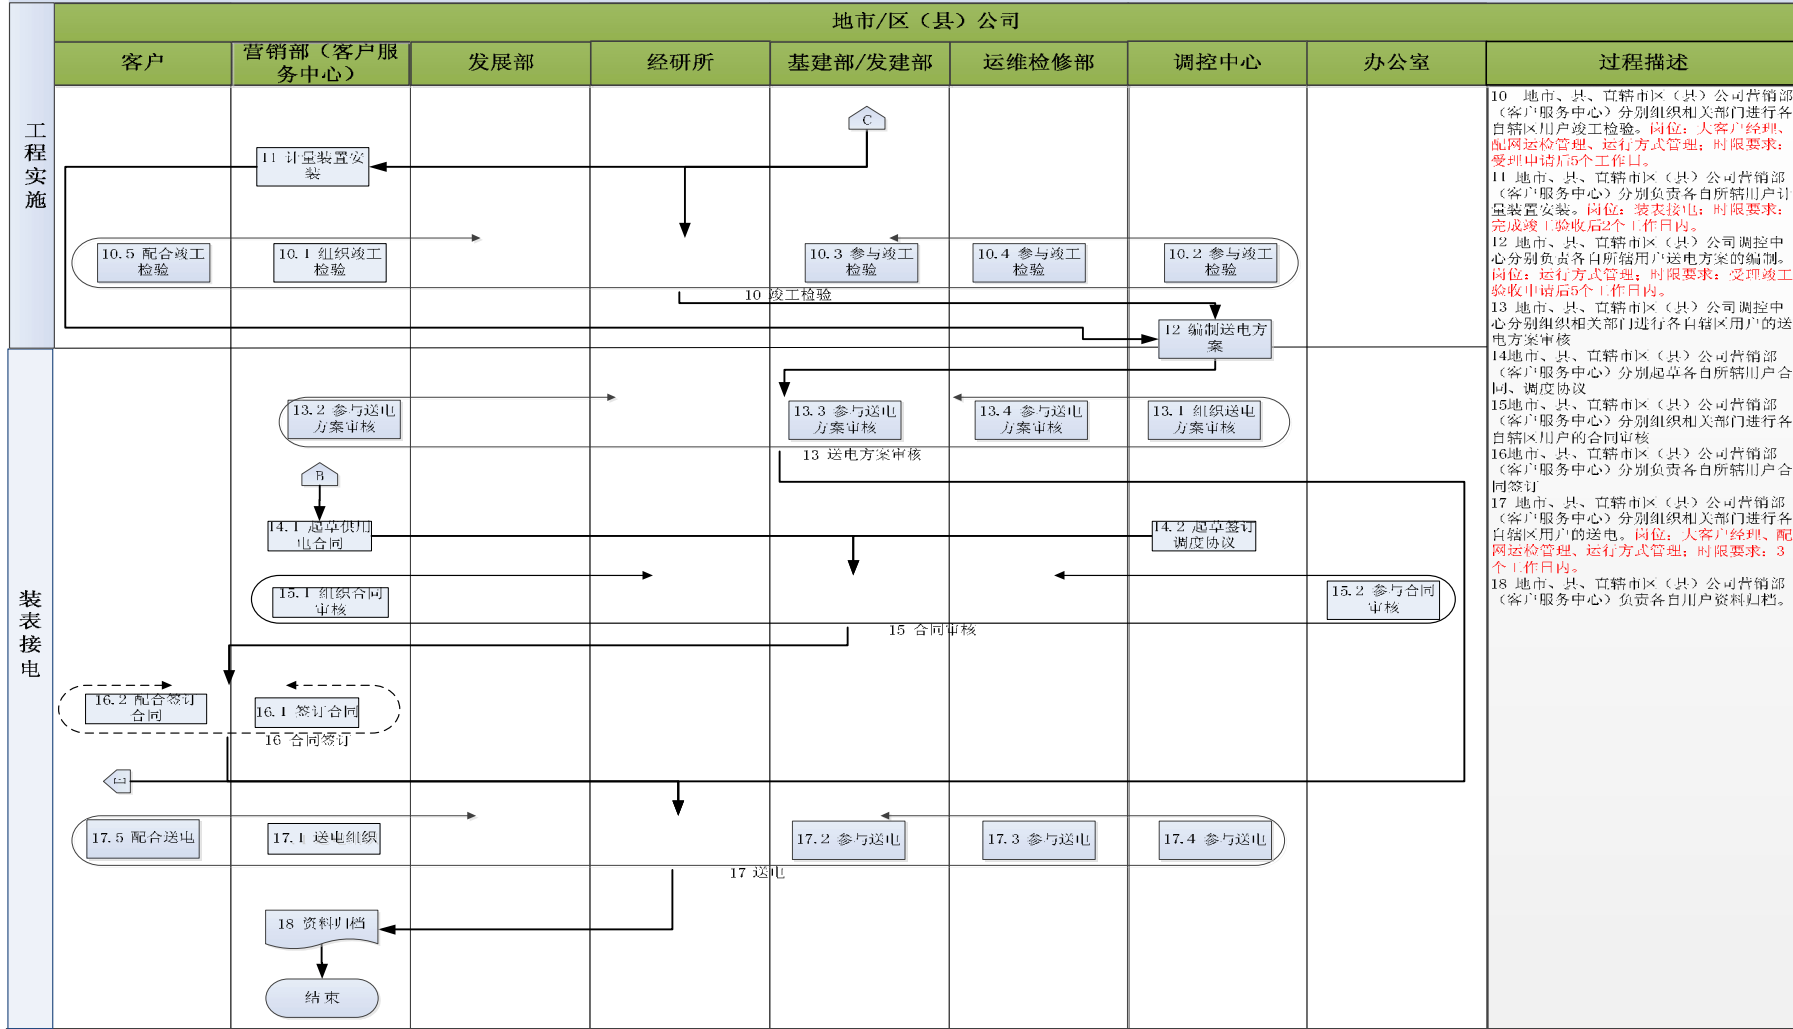 地市/区（县）公司
客户
营销部（客户服
务中心）
发展部
经研所
基建部/发建部
运维检修部
调控中心
办公室
过程描述
工程实施
C
11 计量装置安
装
10.5 配合竣工
检验
10.1 组织竣工
检验
10.3 参与竣工
检验
10.4 参与竣工
检验
10.2 参与竣工
检验
10 竣工检验
12 编制送电方
案
装表接电
13.2 参与送电
方案审核
13.3 参与送电
方案审核
13.4 参与送电
方案审核
13.1 组织送电
方案审核
13 送电方案审核
B
14.1 起草供用
电合同
14.2 起草签订
调度协议
15.1 组织合同
审核
15.2 参与合同
审核
15 合同审核
16.2 配合签订
合同
16.1 签订合同
16 合同签订
17.5 配合送电
17.1 送电组织
17.2 参与送电
17.3 参与送电
17.4 参与送电
17 送电
18 资料归档
结束
10 地市、县、直辖市区（县）公司营销部
（客户服务中心）分别组织相关部门进行各
自辖区用户竣工检验。岗位：大客户经理、
配网运检管理、运行方式管理；时限要求：
受理申请后5个工作日。
11 地市、县、直辖市区（县）公司营销部
（客户服务中心）分别负责各自所辖用户计
量装置安装。岗位：装表接电；时限要求：
完成竣工验收后2个工作日内。
12 地市、县、直辖市区（县）公司调控中
心分别负责各自所辖用户送电方案的编制。
岗位：运行方式管理；时限要求：受理竣工
验收申请后5个工作日内。
13 地市、县、直辖市区（县）公司调控中
心分别组织相关部门进行各自辖区用户的送
电方案审核
14地市、县、直辖市区（县）公司营销部
（客户服务中心）分别起草各自所辖用户合
同、调度协议
15地市、县、直辖市区（县）公司营销部
（客户服务中心）分别组织相关部门进行各
自辖区用户的合同审核
16地市、县、直辖市区（县）公司营销部
（客户服务中心）分别负责各自所辖用户合
同签订
17 地市、县、直辖市区（县）公司营销部
（客户服务中心）分别组织相关部门进行各
自辖区用户的送电。岗位：大客户经理、配
网运检管理、运行方式管理；时限要求：3
个工作日内。
18 地市、县、直辖市区（县）公司营销部
（客户服务中心）负责各自用户资料归档。